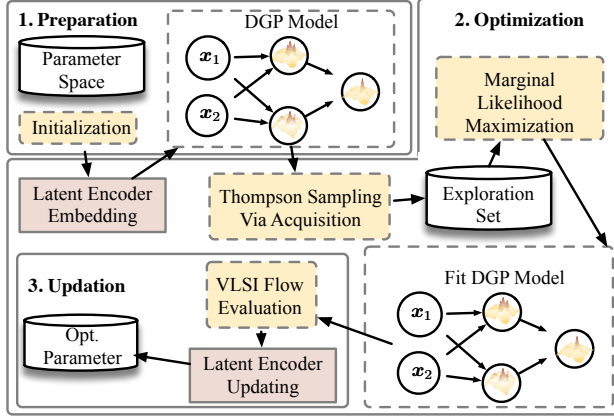 1. Preparation
Parameter
Space
Initialization
DGP Model
x₁
x₂
2. Optimization
Marginal
Likelihood
Maximization
Latent Encoder
Embedding
Thompson Sampling
Via Acquisition
Exploration
Set
3. Updation
VLSI Flow
Evaluation
Opt.
Parameter
Latent Encoder
Updating
Fit DGP Model
x₁
x₂